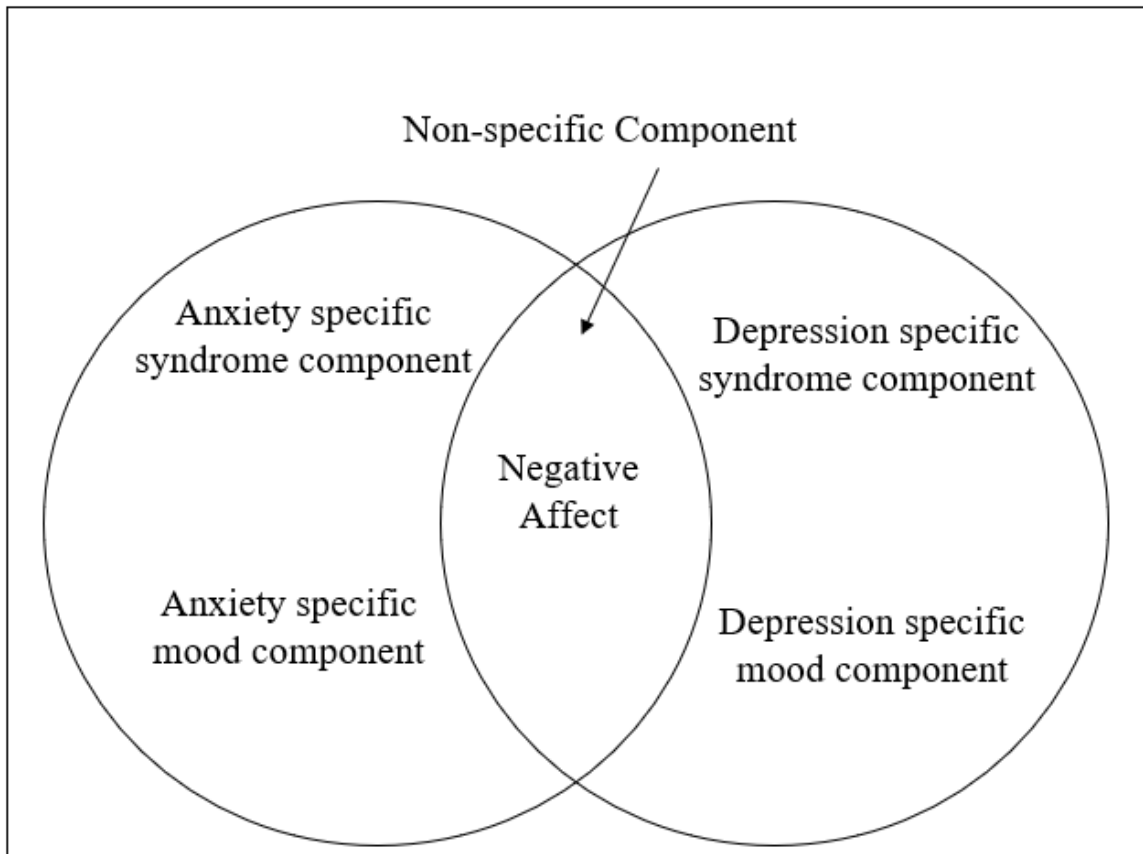 Non-specific Component
Anxiety specific
syndrome component
Depression specific
syndrome component
Negative
Affect
Anxiety specific
mood component
Depression specific
mood component